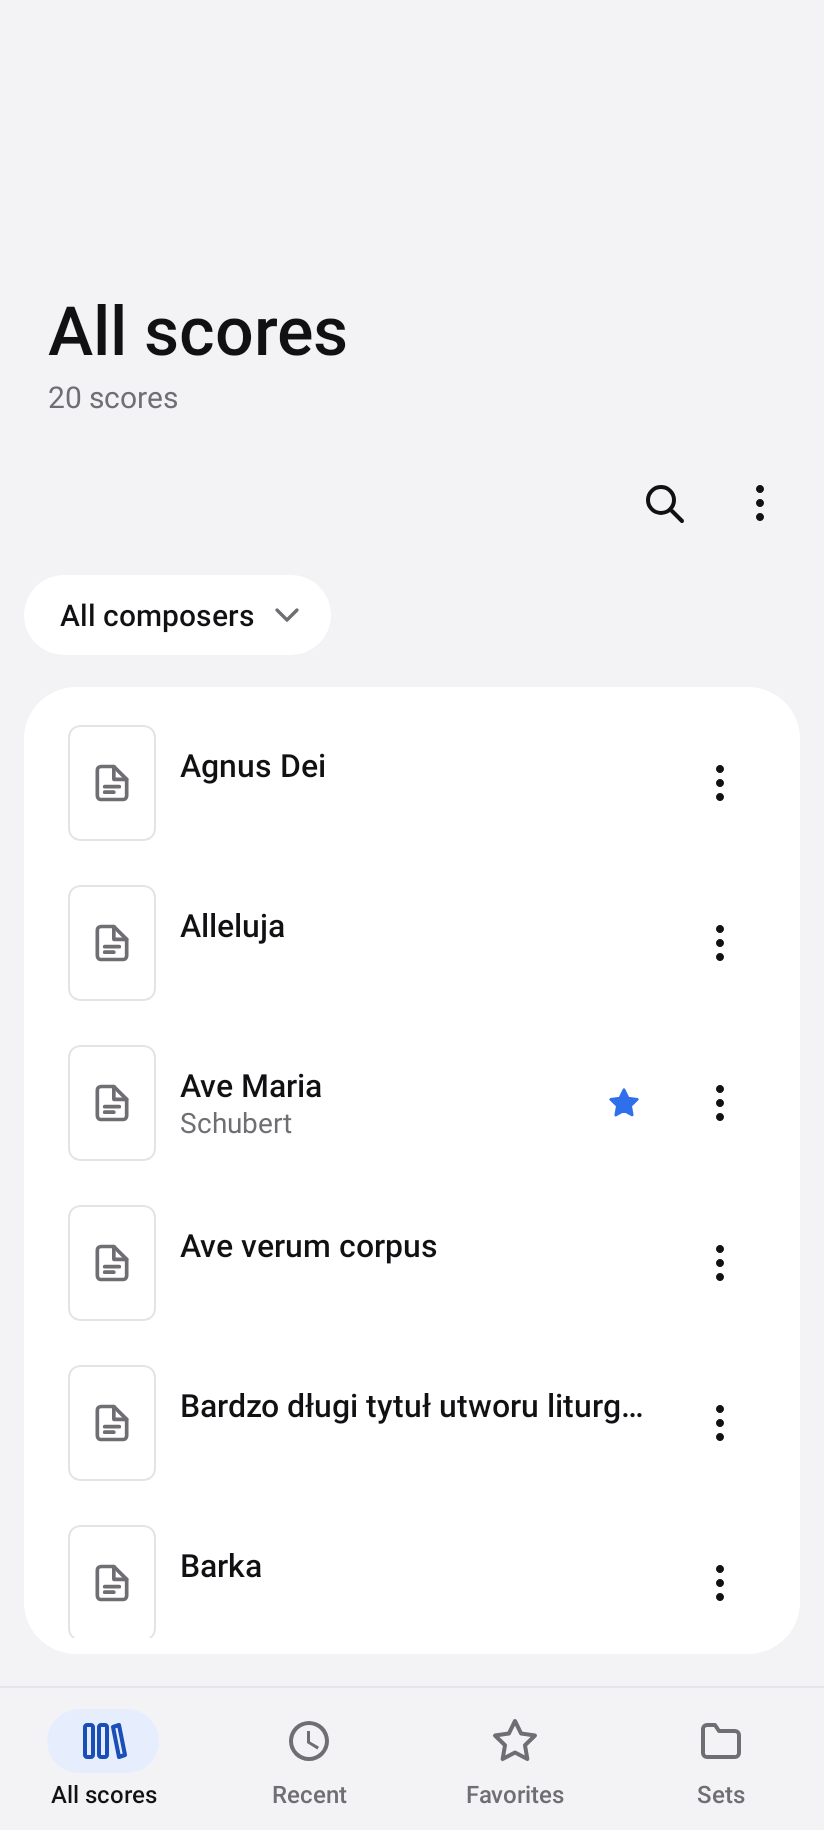 All scores
20 scores
All composers
Agnus Dei
Alleluja
Ave Maria
Schubert
Ave verum corpus
Bardzo długi tytuł utworu liturg...
Barka
All scores
Recent
Favorites
Sets